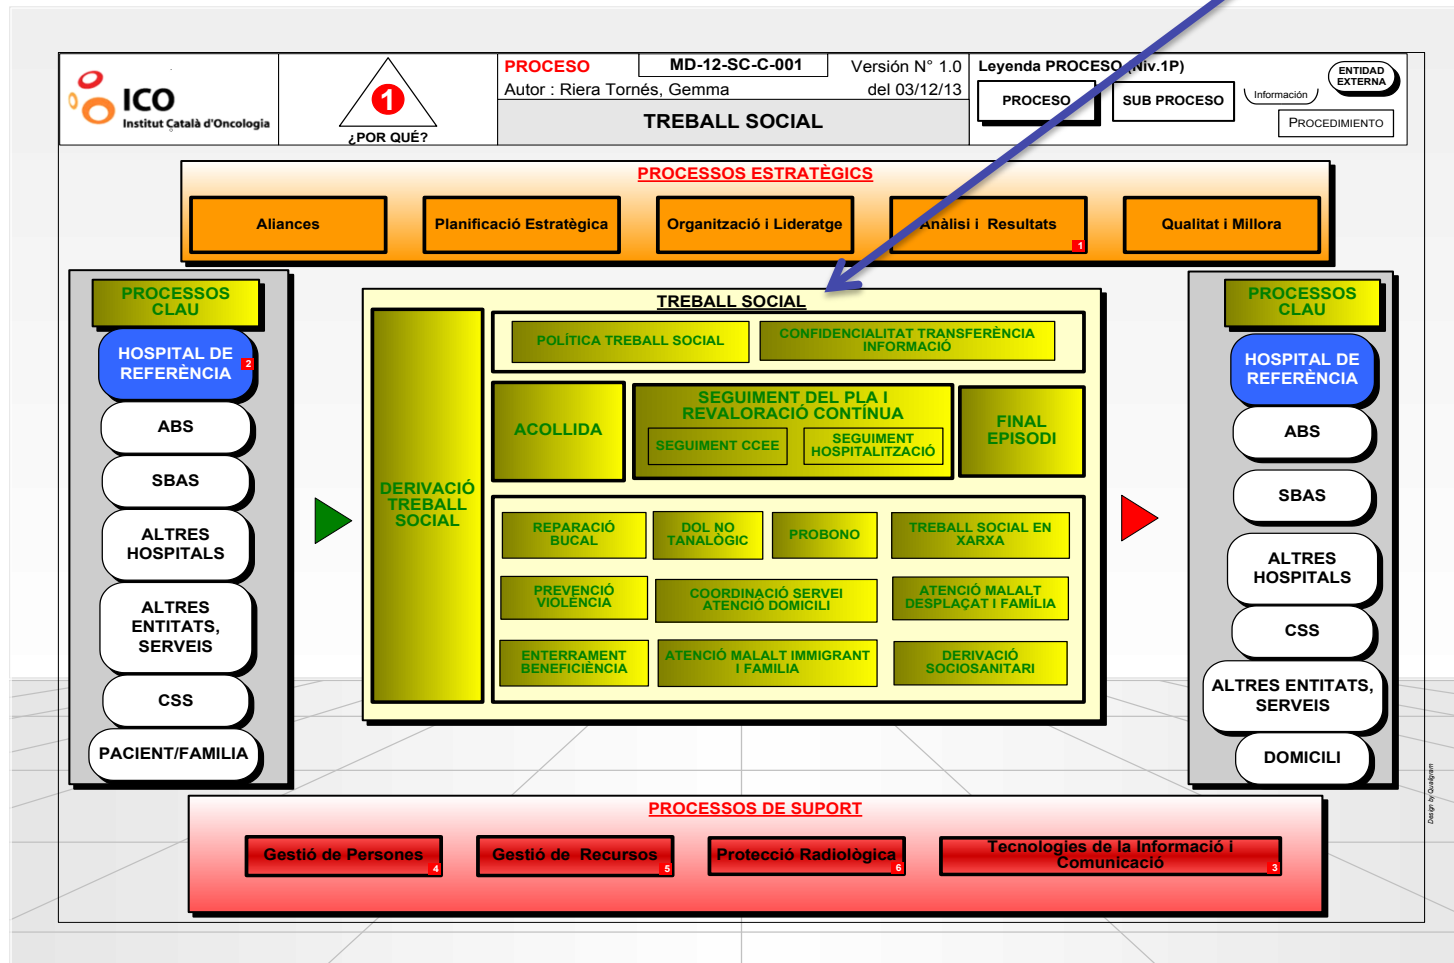 ICO
Institut Català d'Oncologia
1
¿POR QUÉ?
PROCESO
MD-12-SC-C-001
Versión N° 1.0
Autor : Riera Tornés, Gemma
del 03/12/13
TREBALL SOCIAL
Leyenda PROCESO (Niv.1P)
PROCESO
SUB PROCESO
Información
ENTIDAD
EXTERNA
PROCEDIMIENTO
PROCESSOS ESTRATÈGICS
Aliances
Planificació Estratègica
Organització i Lideratge
Anàlisi i Resultats
1
Qualitat i Millora
PROCESSOS
CLAU
HOSPITAL DE
REFERÈNCIA
2
ABS
SBAS
ALTRES
HOSPITALS
ALTRES
ENTITATS,
SERVEIS
CSS
PACIENT/FAMILIA
TREBALL SOCIAL
DERIVACIÓ
TREBALL
SOCIAL
POLÍTICA TREBALL SOCIAL
CONFIDENCIALITAT TRANSFERÈNCIA
INFORMACIÓ
ACOLLIDA
SEGUIMENT DEL PLA I
REVALORACIÓ CONTÍNUA
SEGUIMENT CCEE
SEGUIMENT
HOSPITALITZACIÓ
FINAL
EPISODI
REPARACIÓ
BUCAL
DOL NO
TANALÒGIC
PROBONO
TREBALL SOCIAL EN
XARXA
PREVENCIÓ
VIOLÈNCIA
COORDINACIÓ SERVEI
ATENCIÓ DOMICILI
ATENCIÓ MALALT
DESPLAÇAT I FAMÍLIA
ENTERRAMENT
BENEFICIÈNCIA
ATENCIÓ MALALT IMMIGRANT
I FAMILIA
DERIVACIÓ
SOCIOSANITARI
PROCESSOS
CLAU
HOSPITAL DE
REFERÈNCIA
ABS
SBAS
ALTRES
HOSPITALS
CSS
ALTRES ENTITATS,
SERVEIS
DOMICILI
PROCESSOS DE SUPORT
Gestió de Persones
4
Gestió de Recursos
5
Protecció Radiològica
6
Tecnologies de la Informació i
Comunicació
3
Design by Qualigram